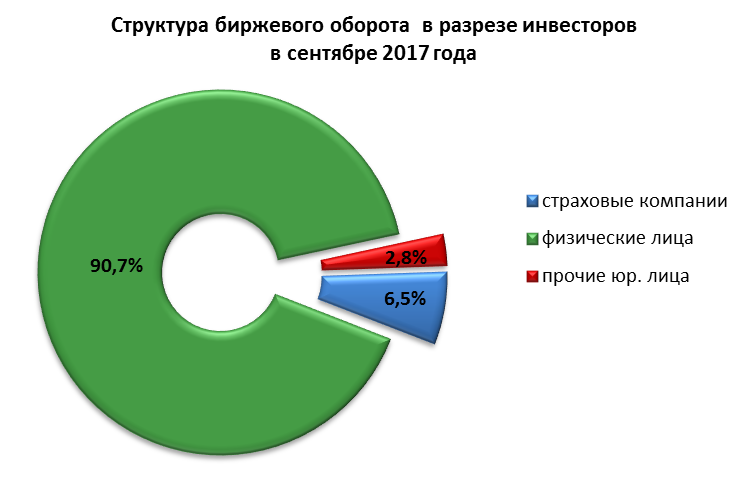 Структура биржевого оборота в разрезе инвесторов
в сентябре 2017 года
90,7%
2,8%
6,5%
страховые компании
физические лица
прочие юр. лица